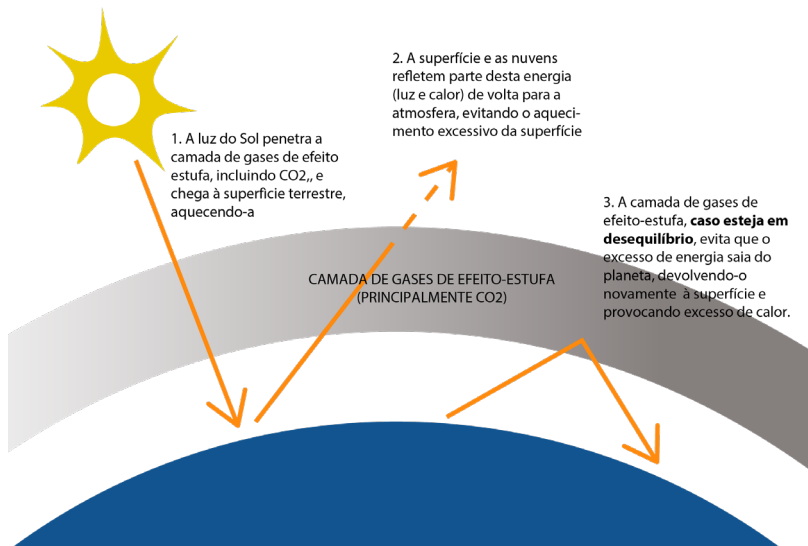 1. A luz do Sol penetra a
camada de gases de efeito
estufa, incluindo CO2,, e
chega à superfìcie terrestre,
aquecendo-a
2. A superfície e as nuvens
refletem parte desta energia
(luz e calor) de volta para a
atmosfera, evitando o aqueci-
mento excessivo da superfície
3. A camada de gases de
efeito-estufa, caso esteja em
desequilíbrio, evita que o
excesso de energia saia do
planeta, devolvendo-o
novamente à superfície e
provocando excesso de calor.
CAMADA DE GASES DE EFEITO-ESTUFA
(PRINCIPALMENTE CO2)